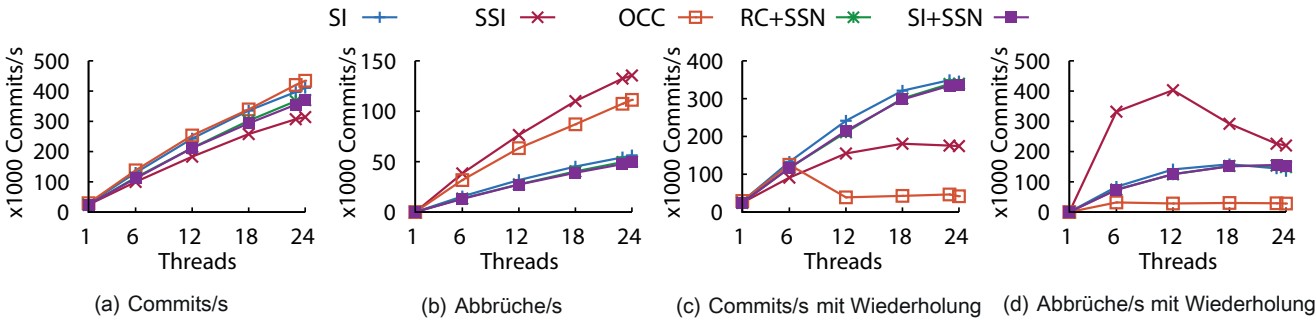 SI SSI OCC RC+SSN SI+SSN
x1000 Commits/s
500
400
300
200
100
0
1 6 12 18 24
Threads
(a) Commits/s
x1000 Commits/s
150
100
50
0
1 6 12 18 24
Threads
(b) Abbrüche/s
x1000 Commits/s
400
300
200
100
0
1 6 12 18 24
Threads
(c) Commits/s mit Wiederholung
x1000 Commits/s
500
400
300
200
100
0
1 6 12 18 24
Threads
(d) Abbrüche/s mit Wiederholung